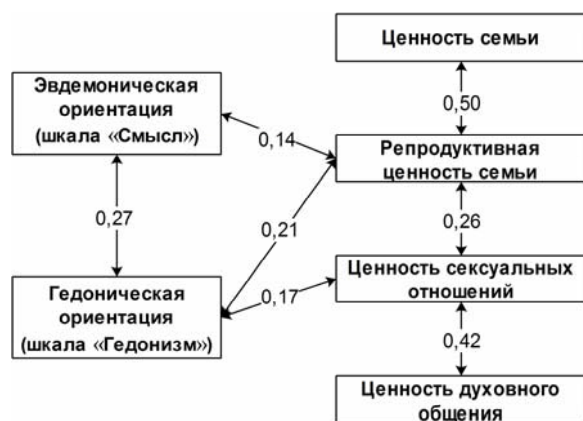 Ценность семьи
Эвдемоническая
ориентация
(шкала «Смысл»)
0,50
0,14
Репродуктивная
ценность семьи
0,27
0,21
0,26
Гедоническая
ориентация
(шкала «Гедонизм»)
0,17
Ценность сексуальных
отношений
0,42
Ценность духовного
общения